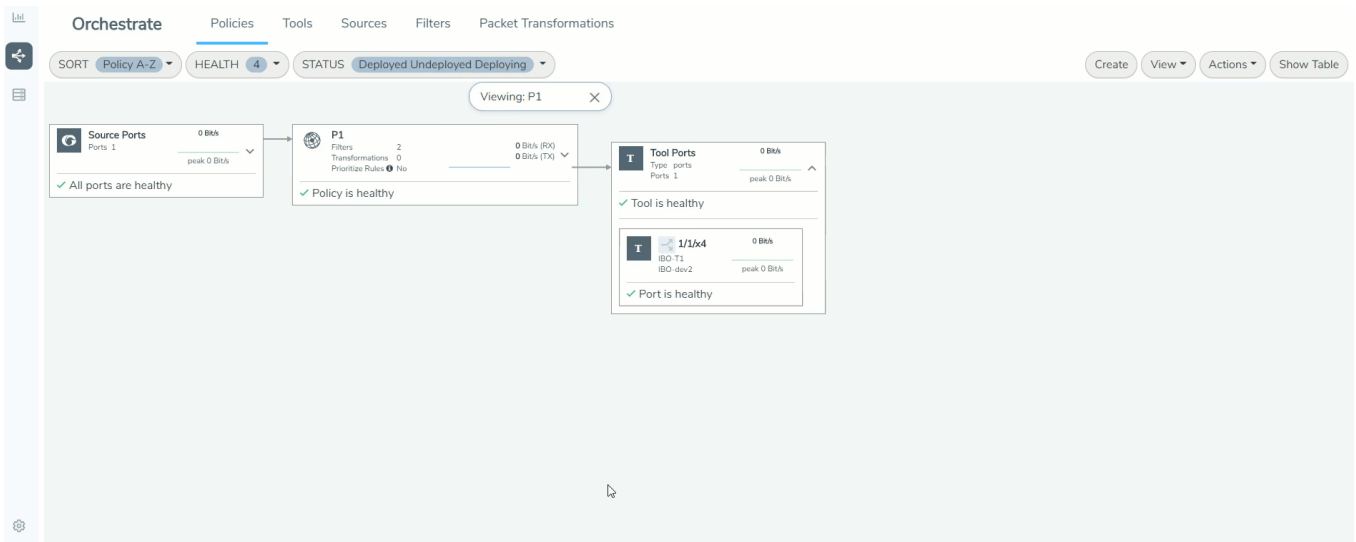 Orchestrate Policies Tools Sources Filters Packet Transformations
SORT Policy A-Z HEALTH 4 STATUS Deployed Undeployed Deploying Create View Actions Show Table
Viewing: P1
Source Ports 0 Bit/s
Ports 1
peak 0 Bit/s
All ports are healthy
P1
Filters 2 0 Bit/s (RX)
Transformations 0 0 Bit/s (TX)
Prioritize Rules No
Policy is healthy
T Tool Ports 0 Bit/s
Type ports
Ports 1 peak 0 Bit/s
Tool is healthy
T 1/1/x4 0 Bit/s
IBO-T1
IBO-dev2 peak 0 Bit/s
Port is healthy